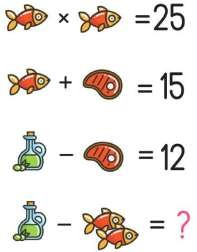 × =25
+ =15
− =12
− = ?